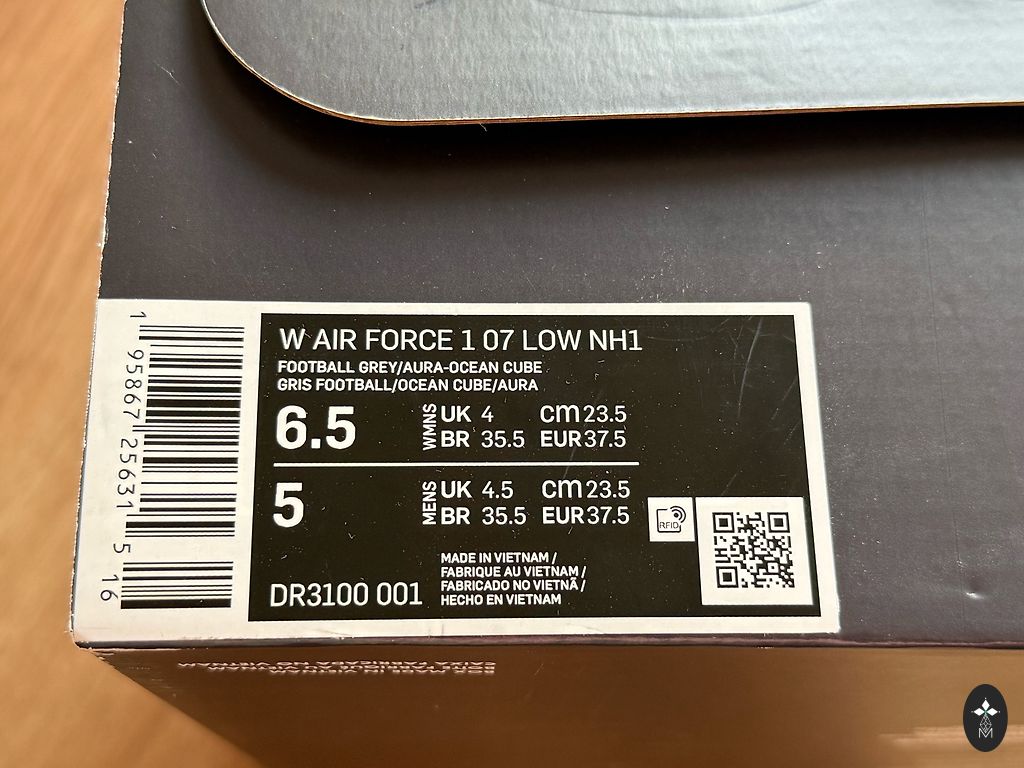 W AIR FORCE 1 07 LOW NH1
FOOTBALL GREY/AURA-OCEAN CUBE
GRIS FOOTBALL/OCEAN CUBE/AURA
6.5 WMNS UK 4 cm 23.5
BR 35.5 EUR 37.5
5 MENS UK 4.5 cm 23.5
BR 35.5 EUR 37.5
RFID
MADE IN VIETNAM /
FABRIQUE AU VIETNAM /
FABRICADO NO VIETNÃ /
HECHO EN VIETNAM
DR3100 001
1 95867 25631 5 16
M